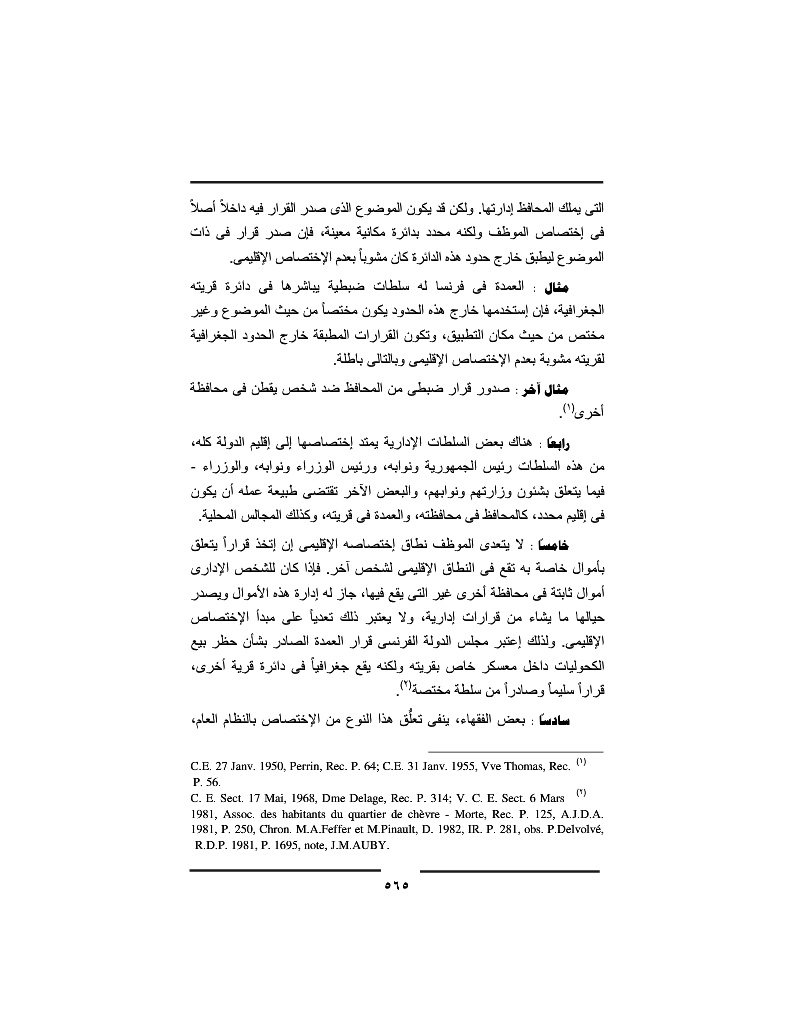 التى يملك المحافظ إدارتها. ولكن قد يكون الموضوع الذى صدر القرار فيه داخلاً أصلاً
فى إختصاص الموظف ولكنه محدد بدائرة مكانية معينة، فإن صدر قرار فى ذات
الموضوع ليطبق خارج حدود هذه الدائرة كان مشوباً بعدم الإختصاص الإقليمى.
مثال : العمدة فى فرنسا له سلطات ضبطية يباشرها فى دائرة قريته
الجغرافية، فإن إستخدمها خارج هذه الحدود يكون مختصاً من حيث الموضوع وغير
مختص من حيث مكان التطبيق، وتكون القرارات المطبقة خارج الحدود الجغرافية
لقريته مشوبة بعدم الإختصاص الإقليمى وبالتالى باطلة.
مثال آخر : صدور قرار ضبطى من المحافظ ضد شخص يقطن فى محافظة
أخرى(١).
رابعاً : هناك بعض السلطات الإدارية يمتد إختصاصها إلى إقليم الدولة كله،
من هذه السلطات رئيس الجمهورية ونوابه، ورئيس الوزراء ونوابه، والوزراء -
فيما يتعلق بشئون وزارتهم ونوابهم، والبعض الآخر تقتضى طبيعة عمله أن يكون
فى إقليم محدد، كالمحافظ فى محافظته، والعمدة فى قريته، وكذلك المجالس المحلية.
خامساً : لا يتعدى الموظف نطاق إختصاصه الإقليمى إن إتخذ قراراً يتعلق
بأموال خاصة به تقع فى النطاق الإقليمى لشخص آخر. فإذا كان للشخص الإدارى
أموال ثابتة فى محافظة أخرى غير التى يقع فيها، جاز له إدارة هذه الأموال ويصدر
حيالها ما يشاء من قرارات إدارية، ولا يعتبر ذلك تعدياً على مبدأ الإختصاص
الإقليمى. ولذلك إعتبر مجلس الدولة الفرنسى قرار العمدة الصادر بشأن حظر بيع
الكحوليات داخل معسكر خاص بقريته ولكنه يقع جغرافياً فى دائرة قرية أخرى،
قراراً سليماً وصادراً من سلطة مختصة(٢).
سادساً : بعض الفقهاء، ينفى تعلُّق هذا النوع من الإختصاص بالنظام العام،
(١) C.E. 27 Janv. 1950, Perrin, Rec. P. 64; C.E. 31 Janv. 1955, Vve Thomas, Rec.
P. 56.
(٢) C. E. Sect. 17 Mai, 1968, Dme Delage, Rec. P. 314; V. C. E. Sect. 6 Mars
1981, Assoc. des habitants du quartier de chèvre - Morte, Rec. P. 125, A.J.D.A.
1981, P. 250, Chron. M.A.Feffer et M.Pinault, D. 1982, IR. P. 281, obs. P.Delvolvé,
R.D.P. 1981, P. 1695, note, J.M.AUBY.
٥٦٥